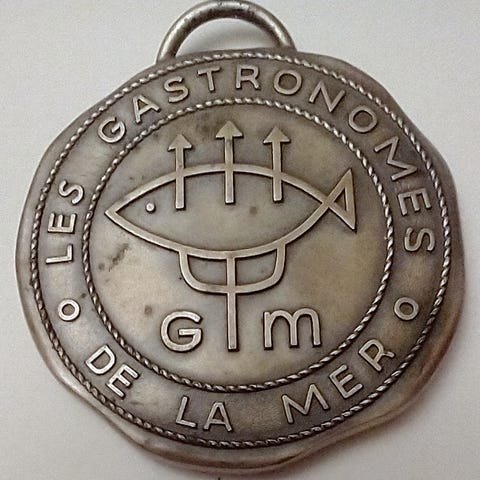 LES GASTRONOMES
DE LA MER
G m